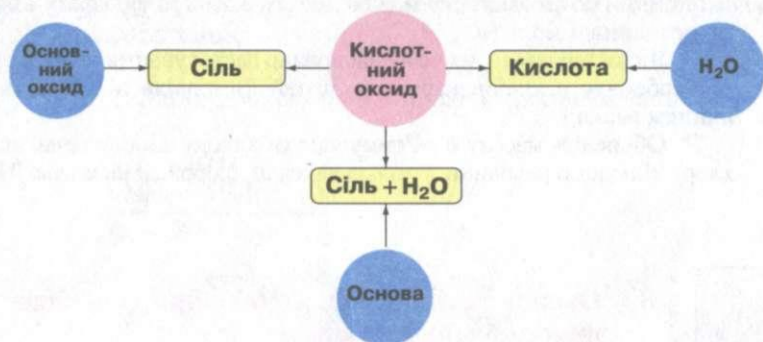 Основ-
ний
оксид
Сіль
Кислот-
ний
оксид
Кислота
H₂O
Сіль + H₂O
Основа